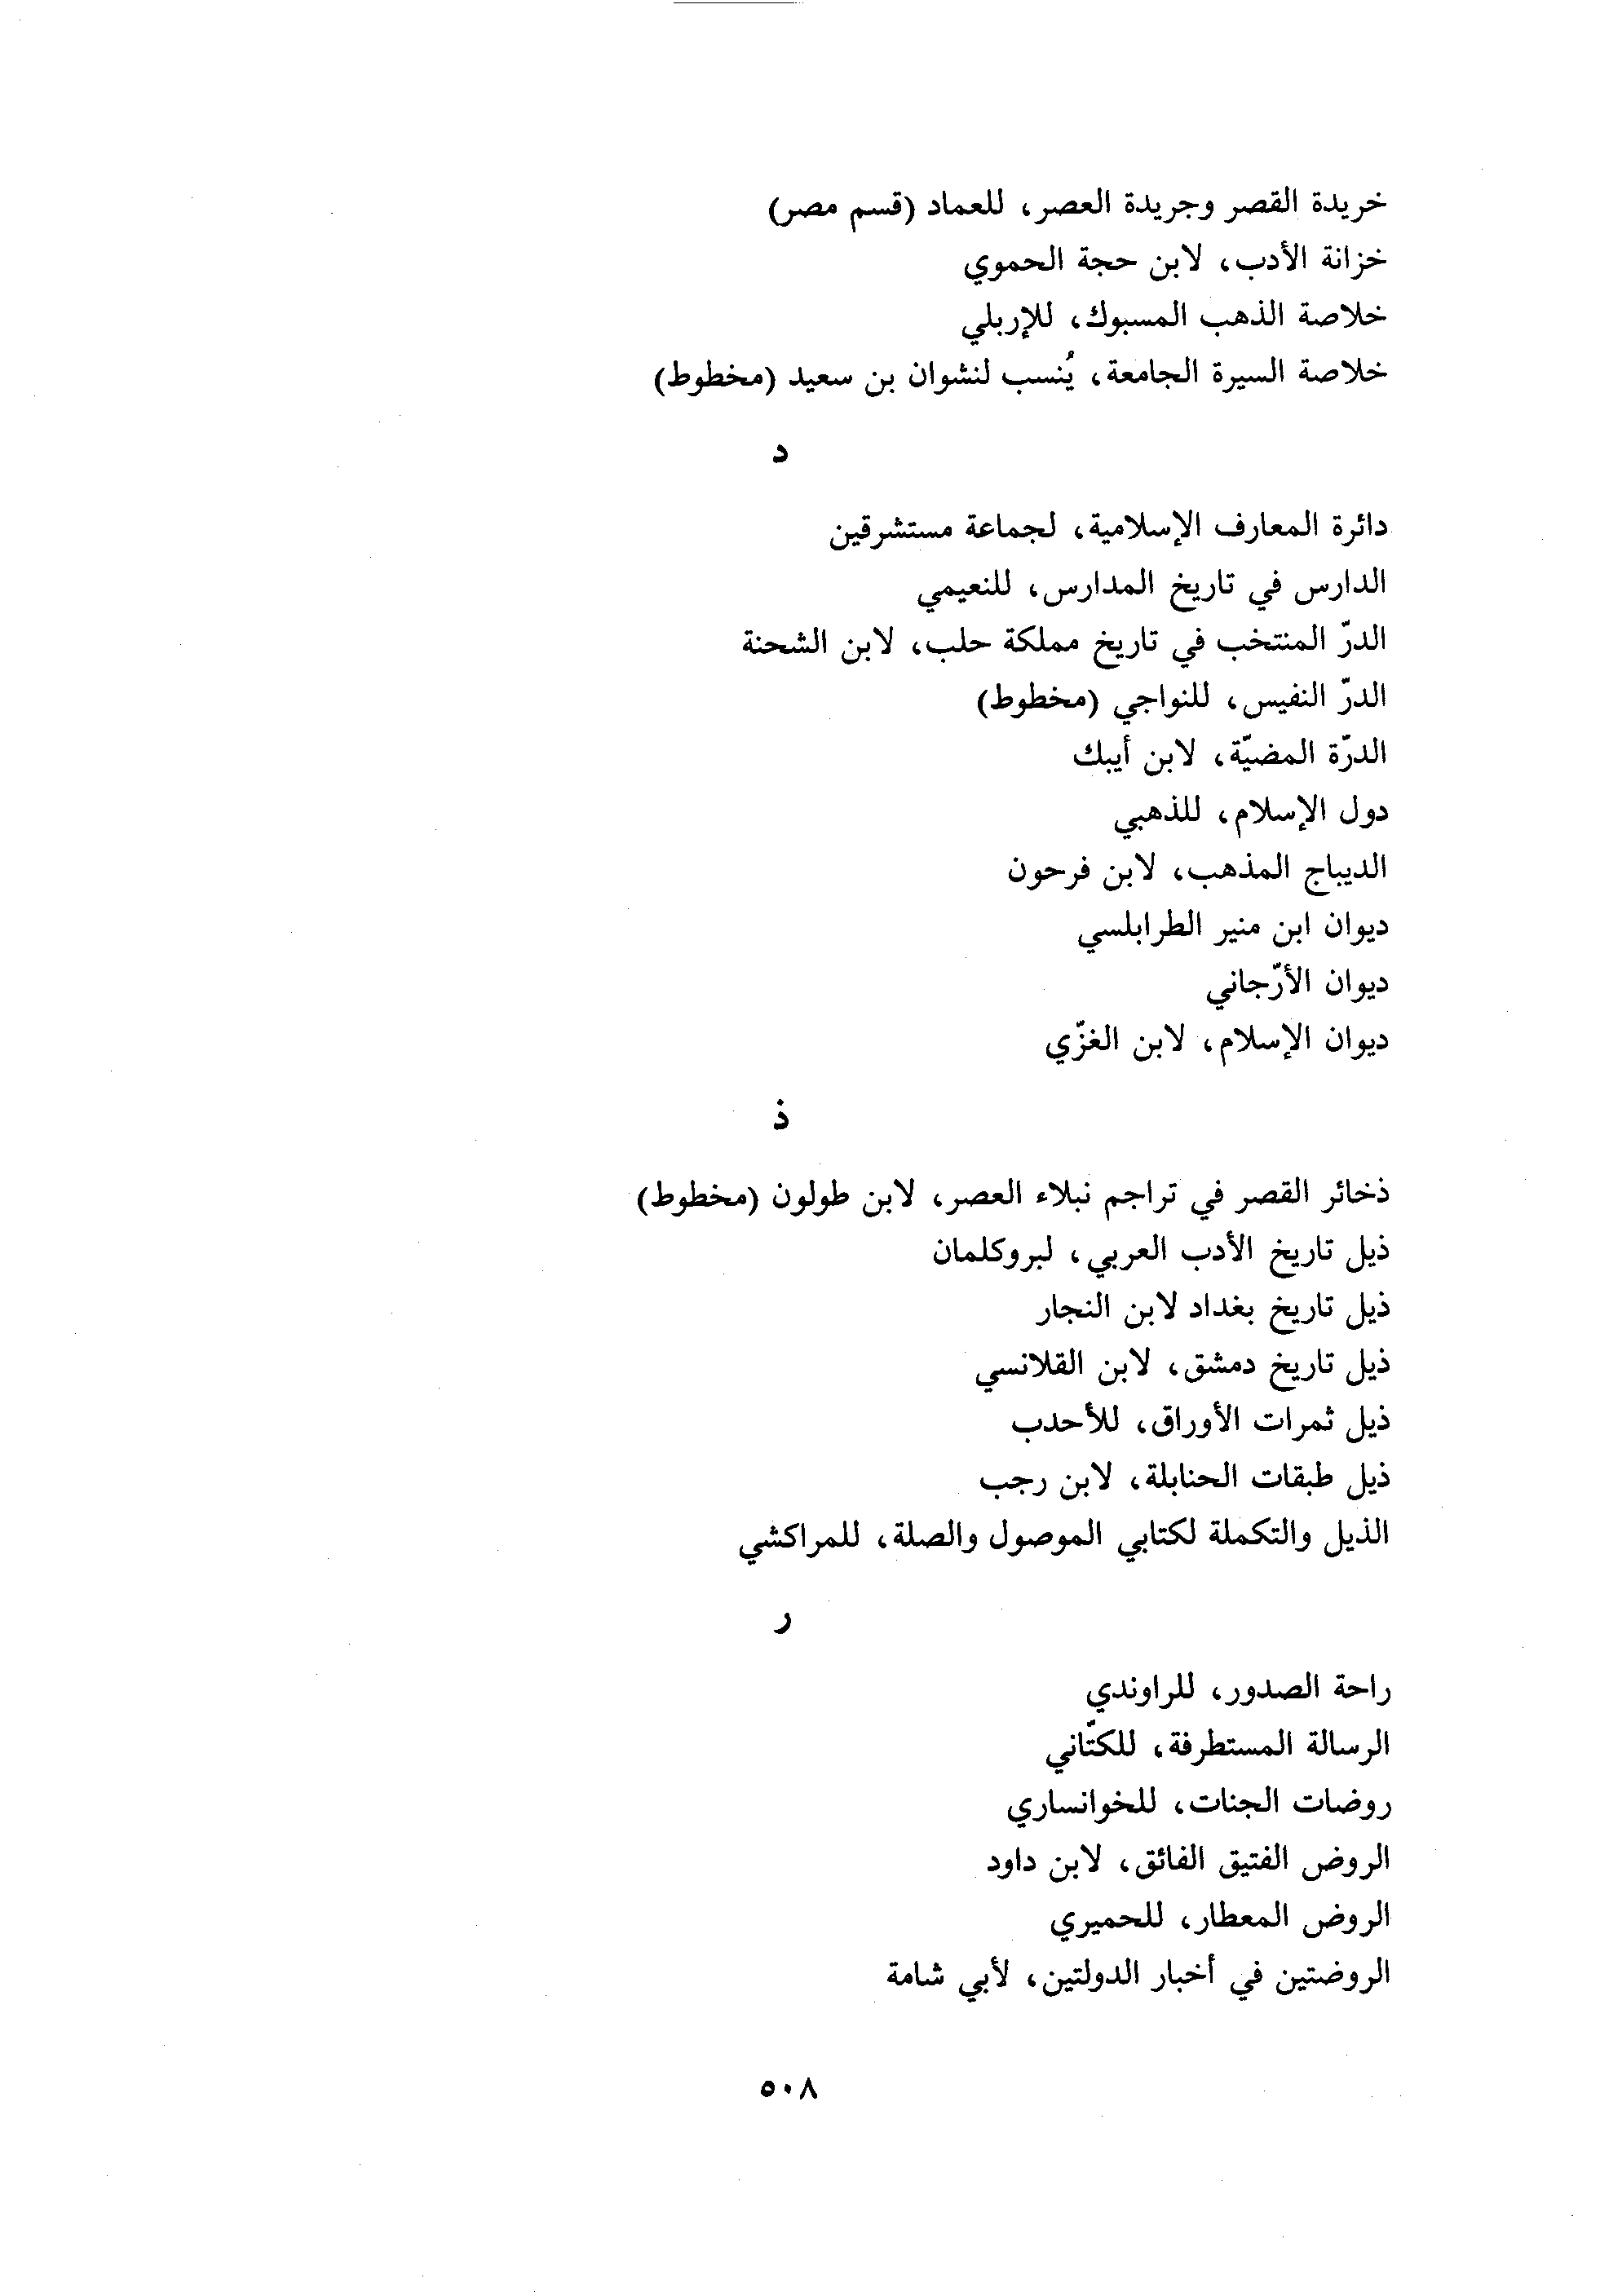 خريدة القصر وجريدة العصر، للعماد (قسم مصر)
خزانة الأدب، لابن حجة الحموي
خلاصة الذهب المسبوك، للإربلي
خلاصة السيرة الجامعة، يُنسب لنشوان بن سعيد (مخطوط)
د
دائرة المعارف الإسلامية، لجماعة مستشرقين
الدارس في تاريخ المدارس، للنعيمي
الدرّ المنتخب في تاريخ مملكة حلب، لابن الشحنة
الدرّ النفيس، للنواجي (مخطوط)
الدرّة المضيّة، لابن أيبك
دول الإسلام، للذهبي
الديباج المذهب، لابن فرحون
ديوان ابن منير الطرابلسي
ديوان الأرّجاني
ديوان الإسلام، لابن الغزّي
ذ
ذخائر القصر في تراجم نبلاء العصر، لابن طولون (مخطوط)
ذيل تاريخ الأدب العربي، لبروكلمان
ذيل تاريخ بغداد لابن النجار
ذيل تاريخ دمشق، لابن القلانسي
ذيل ثمرات الأوراق، للأحدب
ذيل طبقات الحنابلة، لابن رجب
الذيل والتكملة لكتابي الموصول والصلة، للمراكشي
ر
راحة الصدور، للراوندي
الرسالة المستطرفة، للكتّاني
روضات الجنات، للخوانساري
الروض الفتيق الفائق، لابن داود
الروض المعطار، للحميري
الروضتين في أخبار الدولتين، لأبي شامة
٥٠٨